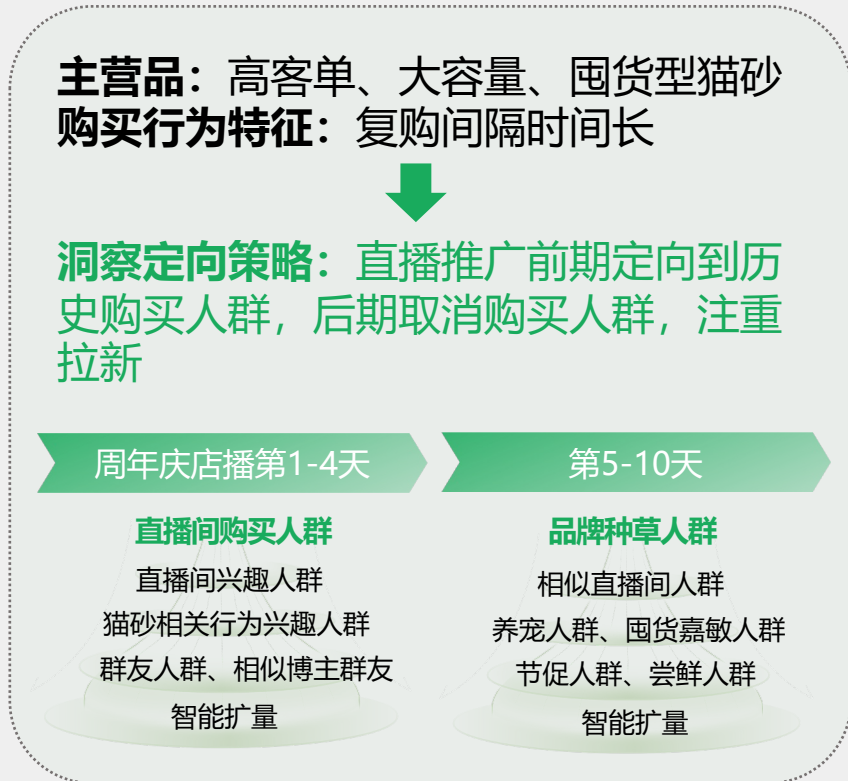 主营品：高客单、大容量、囤货型猫砂
购买行为特征：复购间隔时间长
洞察定向策略：直播推广前期定向到历
史购买人群，后期取消购买人群，注重
拉新
周年庆店播第1-4天
第5-10天
直播间购买人群
直播间兴趣人群
猫砂相关行为兴趣人群
群友人群、相似博主群友
智能扩量
品牌种草人群
相似直播间人群
养宠人群、囤货嘉敏人群
节促人群、尝鲜人群
智能扩量